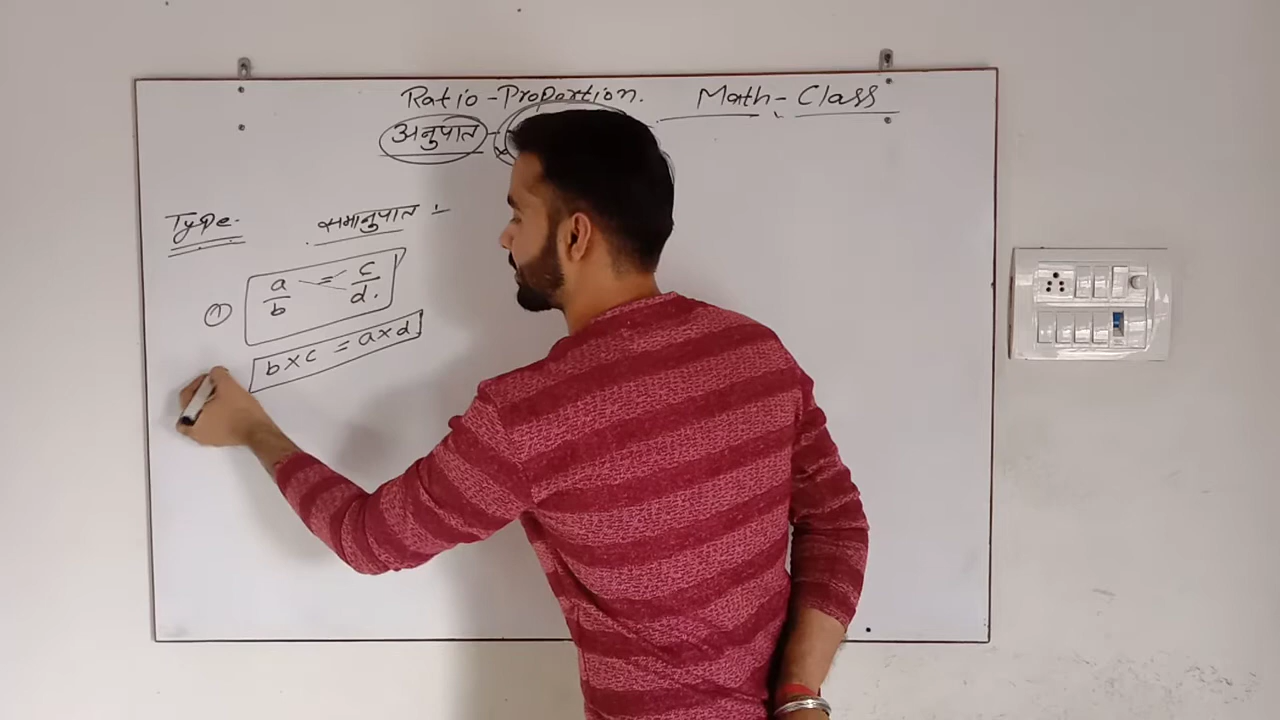 Ratio-Proportion. Math-Class
अनुपात -
Type. समानुपात :-
① a/b = c/d.
b×c = a×d